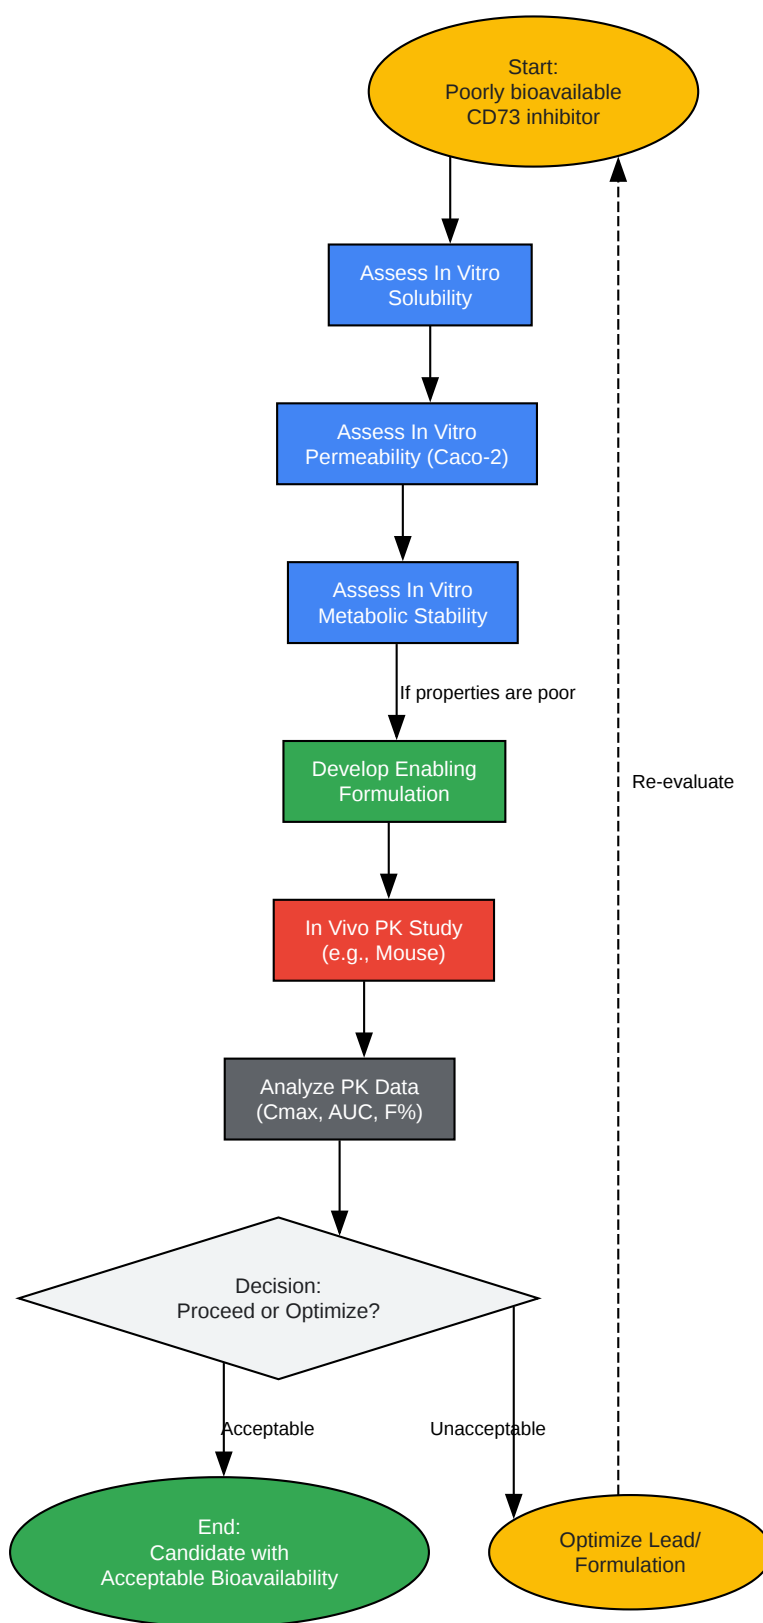 Start:
Poorly bioavailable
CD73 inhibitor
Assess In Vitro
Solubility
Assess In Vitro
Permeability (Caco-2)
Assess In Vitro
Metabolic Stability
If properties are poor
Develop Enabling
Formulation
Re-evaluate
In Vivo PK Study
(e.g., Mouse)
Analyze PK Data
(Cmax, AUC, F%)
Decision:
Proceed or Optimize?
Acceptable
Unacceptable
End:
Candidate with
Acceptable Bioavailability
Optimize Lead/
Formulation